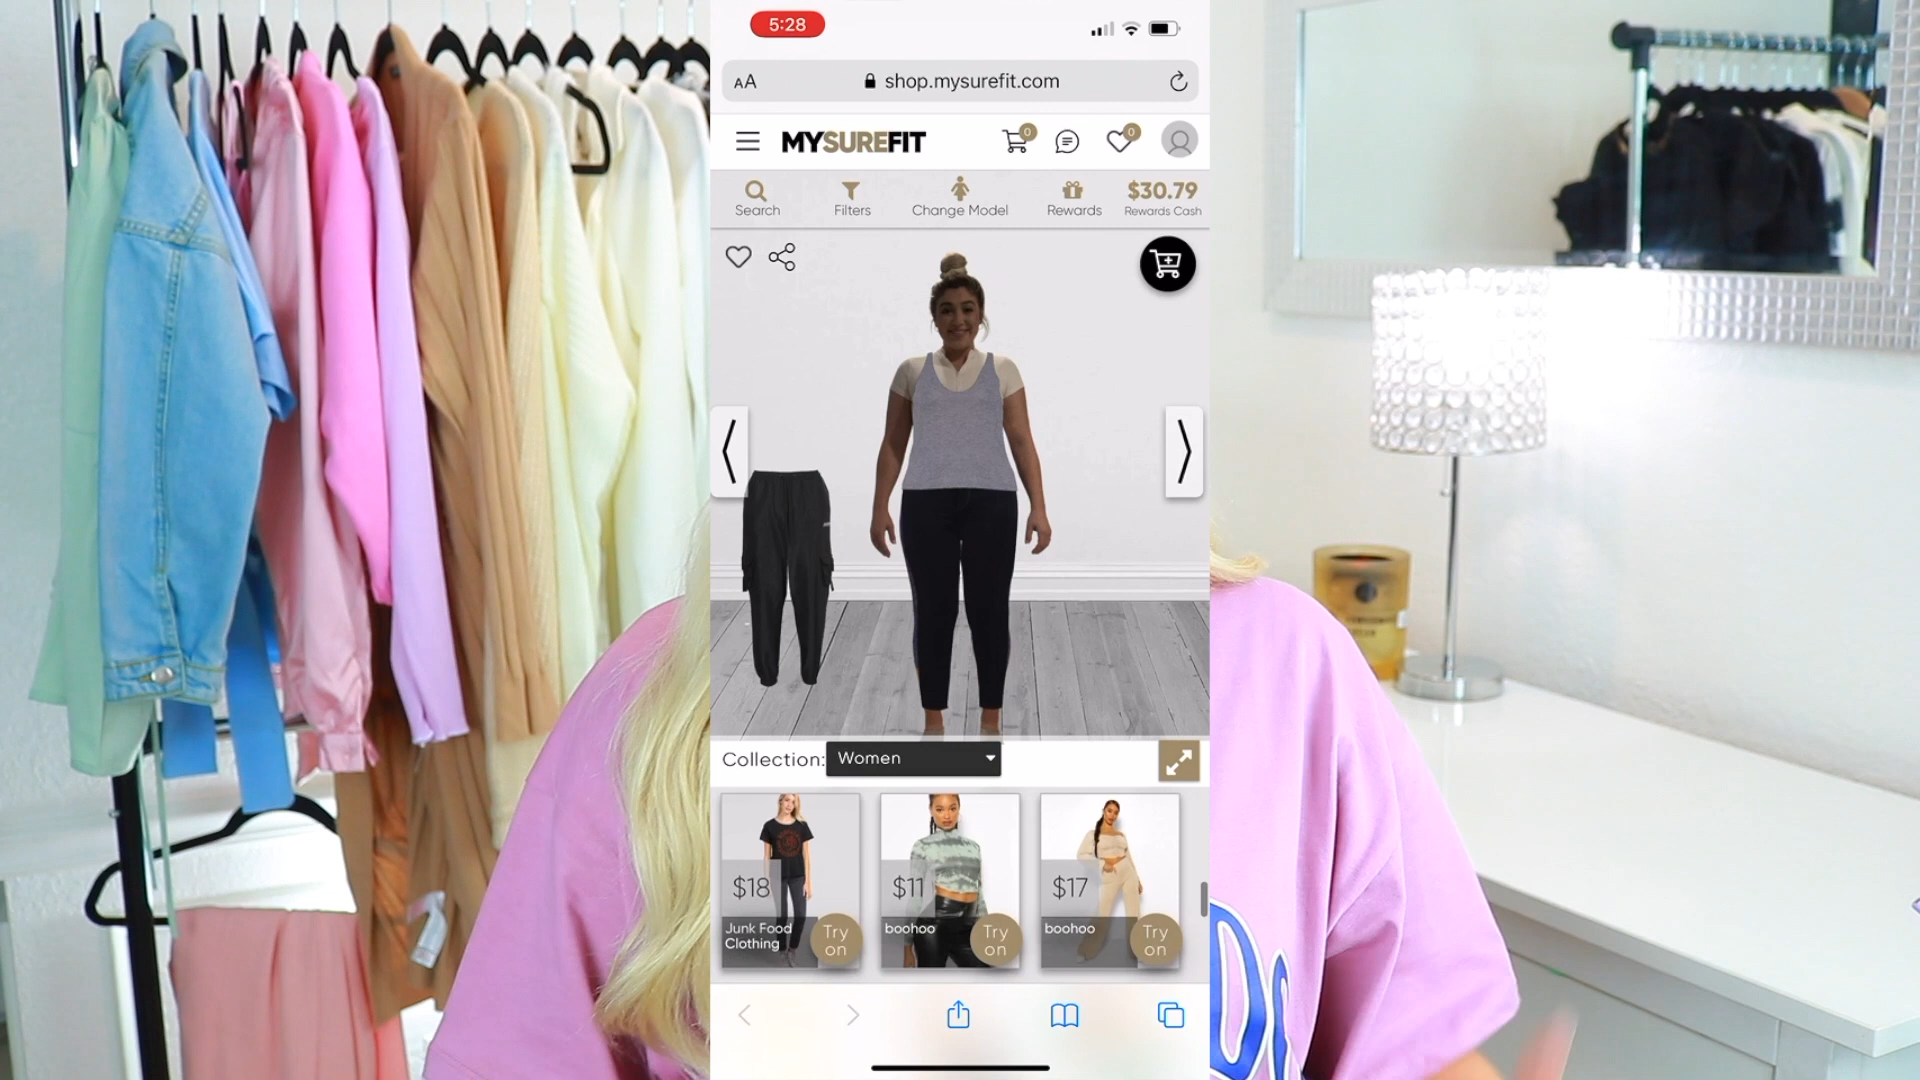 5:28
AA
shop.mysurefit.com
MYSUREFIT
0
0
Search
Filters
Change Model
Rewards
$30.79
Rewards Cash
Collection:
Women
$18
Junk Food
Clothing
Try
on
$11
boohoo
Try
on
$17
boohoo
Try
on